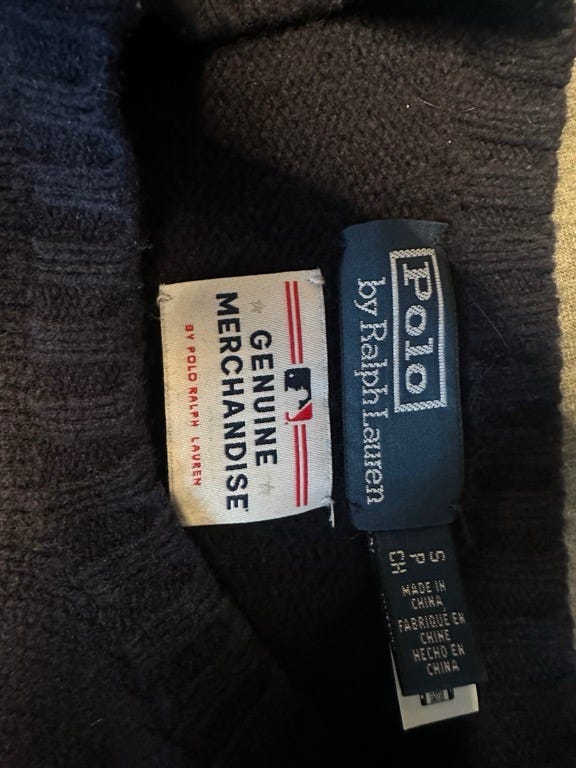 Polo
by Ralph Lauren
GENUINE
MERCHANDISE
BY POLO RALPH LAUREN
S
P
CH
MADE IN
CHINA
FABRIQUÉ EN
CHINE
HECHO EN
CHINA